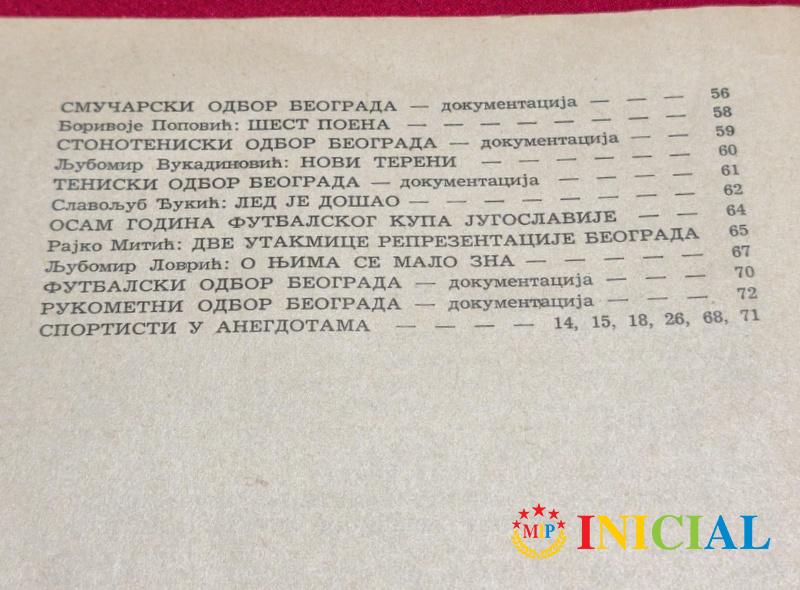 СМУЧАРСКИ ОДБОР БЕОГРАДА — документација — — — 56
Боривоје Поповић: ШЕСТ ПОЕНА — — — — — — — — 58
СТОНОТЕНИСКИ ОДБОР БЕОГРАДА — документација — — 59
Љубомир Вукадиновић: НОВИ ТЕРЕНИ — — — — — — 60
ТЕНИСКИ ОДБОР БЕОГРАДА — документација — — — — 61
Славољуб Ђукић: ЛЕД ЈЕ ДОШАО — — — — — — — — 62
ОСАМ ГОДИНА ФУТБАЛСКОГ КУПА ЈУГОСЛАВИЈЕ — — 64
Рајко Митић: ДВЕ УТАКМИЦЕ РЕПРЕЗЕНТАЦИЈЕ БЕОГРАДА 65
Љубомир Ловрић: О ЊИМА СЕ МАЛО ЗНА — — — — — 67
ФУТБАЛСКИ ОДБОР БЕОГРАДА — документација — — — 70
РУКОМЕТНИ ОДБОР БЕОГРАДА — документација — — — 72
СПОРТИСТИ У АНЕГДОТАМА — — — — 14, 15, 18, 26, 68, 71
MIP INICIAL